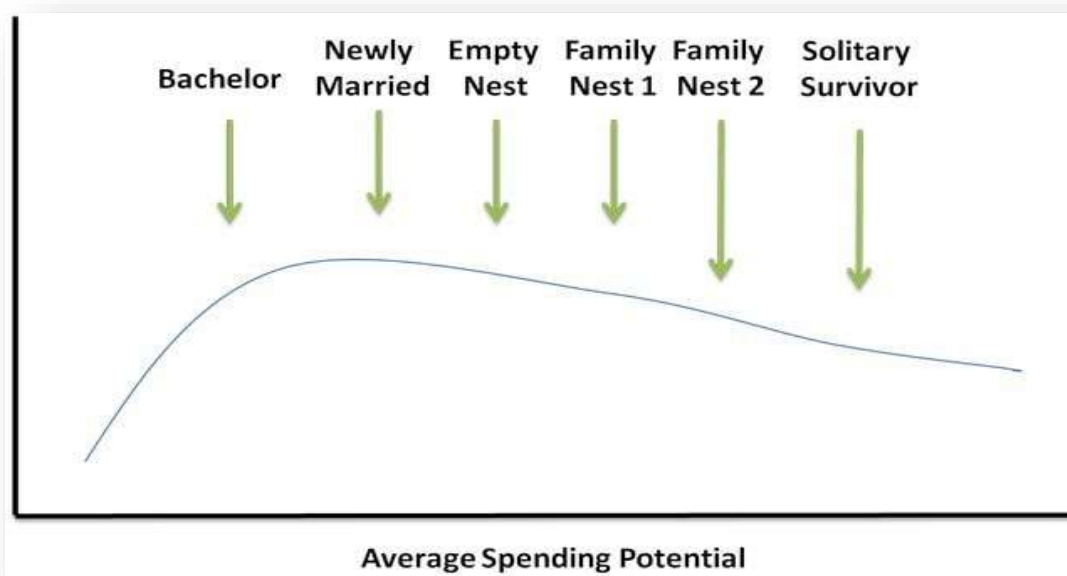 Bachelor
Newly
Married
Empty
Nest
Family
Nest 1
Family
Nest 2
Solitary
Survivor
Average Spending Potential